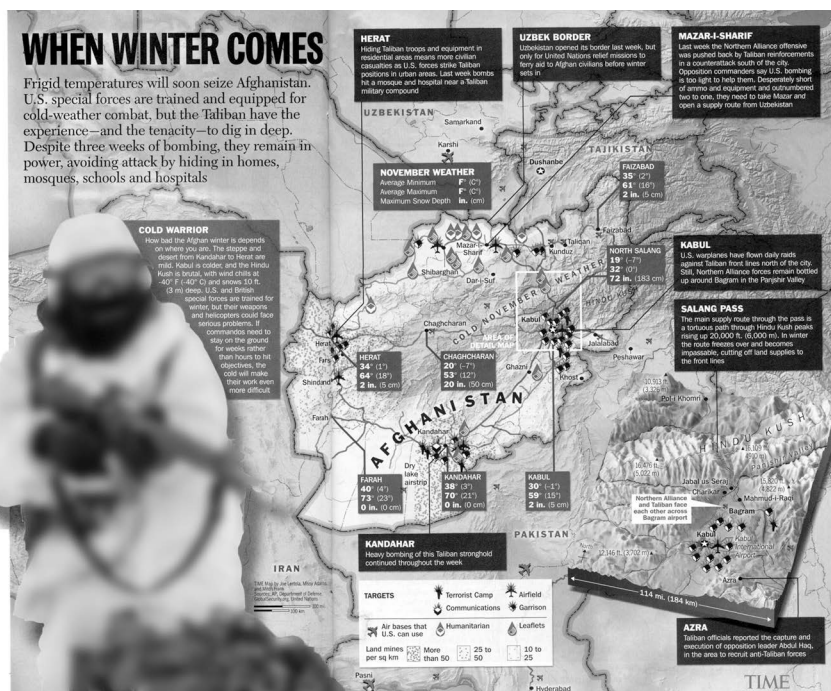 WHEN WINTER COMES
Frigid temperatures will soon seize Afghanistan.
U.S. special forces are trained and equipped for
cold-weather combat, but the Taliban have the
experience—and the tenacity—to dig in deep.
Despite three weeks of bombing, they remain in
power, avoiding attack by hiding in homes,
mosques, schools and hospitals
HERAT
Hiding Taliban troops and equipment in
residential areas means more civilian
casualties as U.S. forces strike Taliban
positions in urban areas. Last week bombs
hit a mosque and hospital near a Taliban
military compound
UZBEK BORDER
Uzbekistan opened its border last week, but
only for United Nations relief missions to
ferry aid to Afghan civilians before winter
sets in
MAZAR-I-SHARIF
Last week the Northern Alliance offensive
was pushed back by Taliban reinforcements
in a counterattack south of the city.
Opposition commanders say U.S. bombing
is too light to help them. Desperately short
of ammo and equipment and outnumbered
two to one, they need to take Mazar and
open a supply route from Uzbekistan
UZBEKISTAN
Samarkand
Karshi
Dushanbe
TAJIKISTAN
NOVEMBER WEATHER
Average Minimum F° (C°)
Average Maximum F° (C°)
Maximum Snow Depth in. (cm)
FAIZABAD
35° (2°)
61° (16°)
2 in. (5 cm)
COLD WARRIOR
How bad the Afghan winter is depends
on where you are. The steppe and
desert from Kandahar to Herat are
mild. Kabul is colder, and the Hindu
Kush is brutal, with wind chills at
-40° F (-40° C) and snows 10 ft.
(3 m) deep. U.S. and British
special forces are trained for
winter, but their weapons
and helicopters could face
serious problems. If
commandos need to
stay on the ground
for weeks rather
than hours to hit
objectives, the
cold will make
their work even
more difficult
Faizabad
Taliqan
Kunduz
Mazar-i-
Sharif
Shibarghan
Dar-i-Suf
NORTH SALANG
19° (-7°)
32° (0°)
72 in. (183 cm)
COLD NOVEMBER WEATHER
HINDU
KABUL
U.S. warplanes have flown daily raids
against Taliban front lines north of the city.
Still, Northern Alliance forces remain bottled
up around Bagram in the Panjshir Valley
SALANG PASS
The main supply route through the pass is
a tortuous path through Hindu Kush peaks
rising up 20,000 ft. (6,000 m). In winter
the route freezes over and becomes
impassable, cutting off land supplies to
the front lines
Kabul
AREA OF
DETAIL MAP
Chaghcharan
Herat
Farsi
Shindand
Farah
Jalalabad
Peshawar
Ghazni
Khost
HERAT
34° (1°)
64° (18°)
2 in. (5 cm)
CHAGHCHARAN
20° (-7°)
53° (12°)
20 in. (50 cm)
AFGHANISTAN
Kandahar
Dry
lake
airstrip
FARAH
40° (4°)
73° (23°)
0 in. (0 cm)
KANDAHAR
38° (3°)
70° (21°)
0 in. (0 cm)
KABUL
30° (-1°)
59° (15°)
2 in. (5 cm)
KANDAHAR
Heavy bombing of this Taliban stronghold
continued throughout the week
PAKISTAN
IRAN
Pol-i Khomri
HINDU KUSH
16,476 ft.
(5,022 m)
Jabal us-Seraj
Charikar
Mahmud-i-Raqi
Northern Alliance
and Taliban face
each other across
Bagram airport
Bagram
Kabul
Kabul
International
Airport
12,146 ft. (3,702 m)
Azra
114 mi. (184 km)
TARGETS
Terrorist Camp
Airfield
Communications
Garrison
Air bases that
U.S. can use
Humanitarian
Leaflets
Land mines
per sq km
More
than 50
25 to
50
10 to
25
AZRA
Taliban officials reported the capture and
execution of opposition leader Abdul Haq,
in the area to recruit anti-Taliban forces
Pasni
Hyderabad
TIME